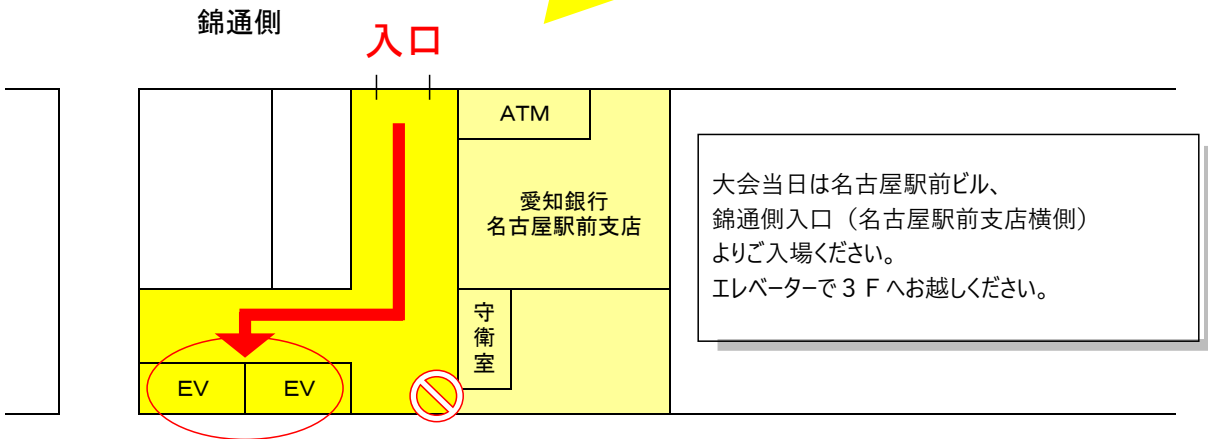 錦通側
入口
ATM
愛知銀行
名古屋駅前支店
大会当日は名古屋駅前ビル、
錦通側入口（名古屋駅前支店横側）
よりご入場ください。
エレベーターで３Ｆへお越しください。
守
衛
室
EV
EV